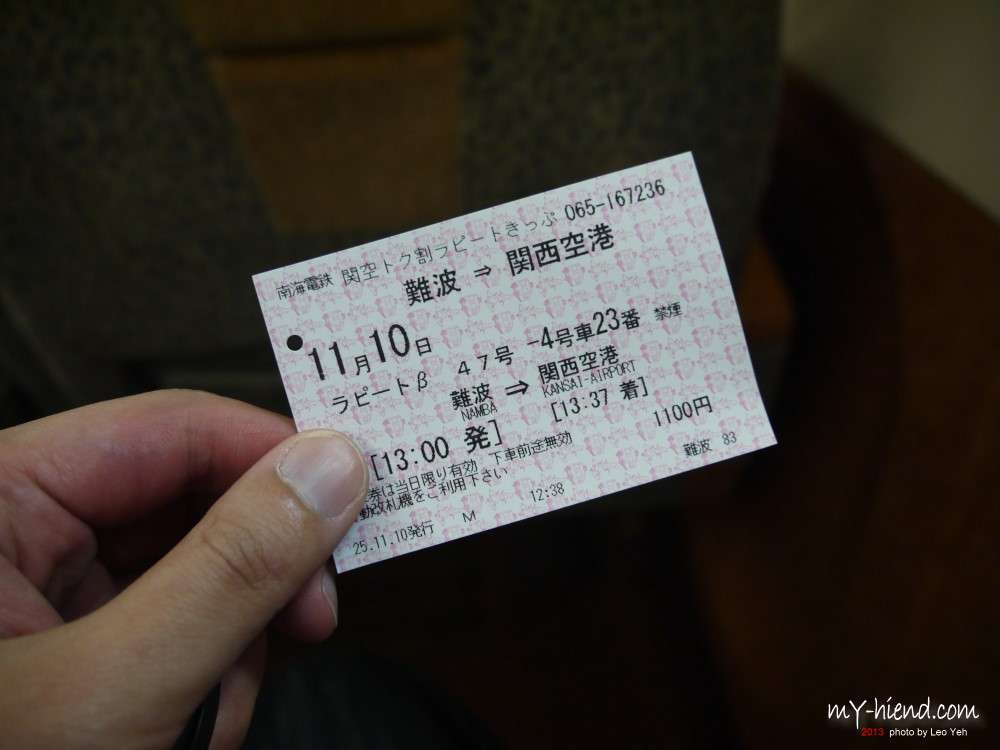 南海電鉄 関空トク割ラピートきっぷ 065-167236
難波 ⇒ 関西空港
11月10日
ラピートβ 47号 -4号車23番 禁煙
難波 ⇒ 関西空港
NAMBA KANSAI-AIRPORT
[13:00 発] [13:37 着] 1100円
券は当日限り有効 下車前途無効
動改札機をご利用下さい
25.11.10発行 M 12:38 難波 83
mY-hiend.com
2013 photo by Leo Yeh